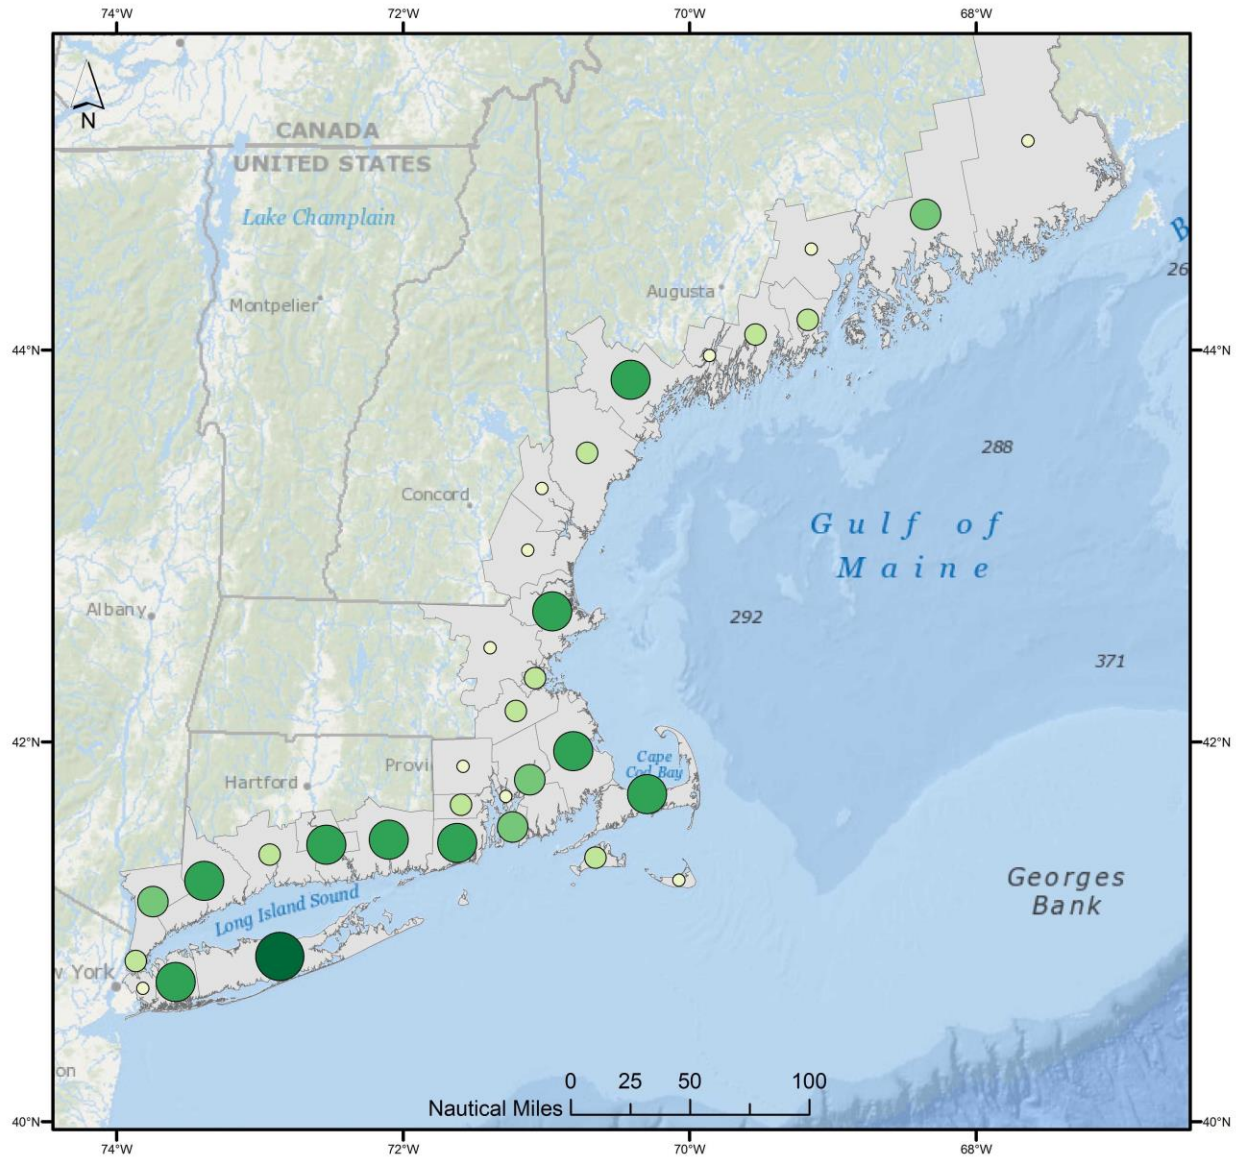 74°W 72°W 70°W 68°W
N
CANADA
UNITED STATES
Lake Champlain
B
26
Montpelier
Augusta
44°N 44°N
288
Concord
Gulf of
Maine
Albany
292
371
42°N 42°N
Cape
Cod Bay
Provi
Hartford
Georges
Bank
Long Island Sound
w York
on
0 25 50 100
Nautical Miles
40°N 40°N
74°W 72°W 70°W 68°W